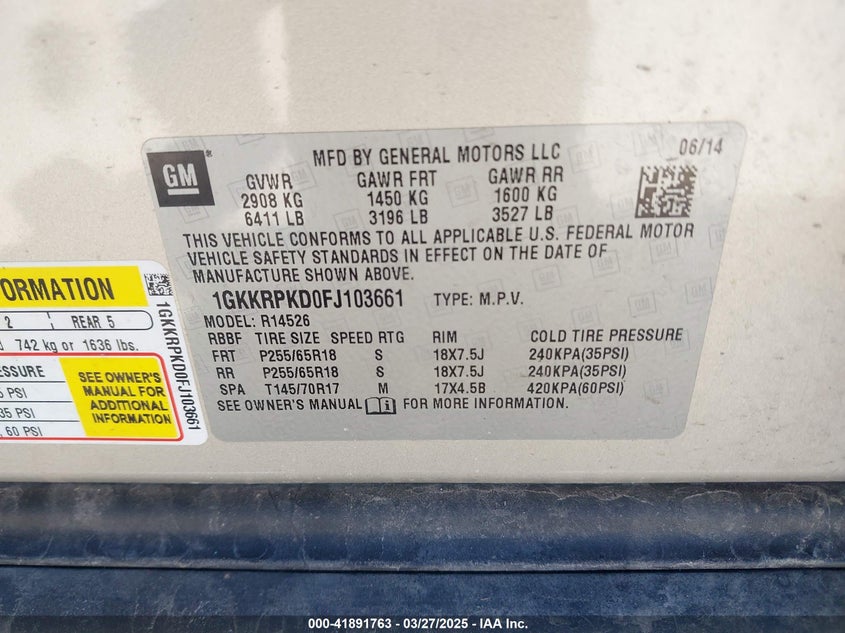 GM
MFD BY GENERAL MOTORS LLC
06/14
GVWR GAWR FRT GAWR RR
2908 KG 1450 KG 1600 KG
6411 LB 3196 LB 3527 LB
THIS VEHICLE CONFORMS TO ALL APPLICABLE U.S. FEDERAL MOTOR
VEHICLE SAFETY STANDARDS IN EFFECT ON THE DATE OF
MANUFACTURE SHOWN ABOVE.
1GKKRPKD0FJ103661 TYPE: M.P.V.
MODEL: R14526
RBBF TIRE SIZE SPEED RTG RIM COLD TIRE PRESSURE
FRT P255/65R18 S 18X7.5J 240KPA(35PSI)
RR P255/65R18 S 18X7.5J 240KPA(35PSI)
SPA T145/70R17 M 17X4.5B 420KPA(60PSI)
SEE OWNER'S MANUAL FOR MORE INFORMATION.
ORMATION
2 REAR 5
742 kg or 1636 lbs.
ESSURE
5 PSI
35 PSI
, 60 PSI
SEE OWNER'S
MANUAL FOR
ADDITIONAL
INFORMATION
1GKKRPKD0FJ103661
000-41891763 - 03/27/2025 - IAAI Inc.